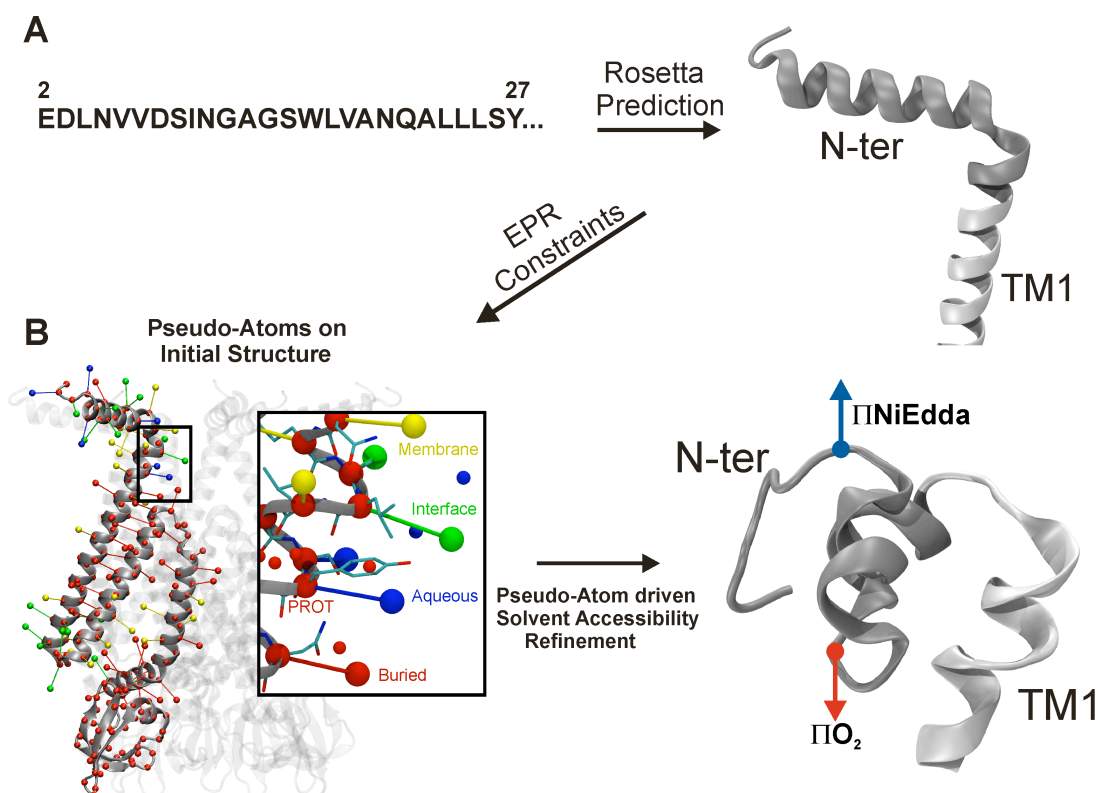 A
2 27
EDLNVVDSINGAGSWLVANQALLLSY...
Rosetta
Prediction
N-ter
TM1
EPR
Constraints
B
Pseudo-Atoms on
Initial Structure
Membrane
Interface
Aqueous
PROT
Buried
Pseudo-Atom driven
Solvent Accessibility
Refinement
ΠNiEdda
N-ter
ΠO₂
TM1